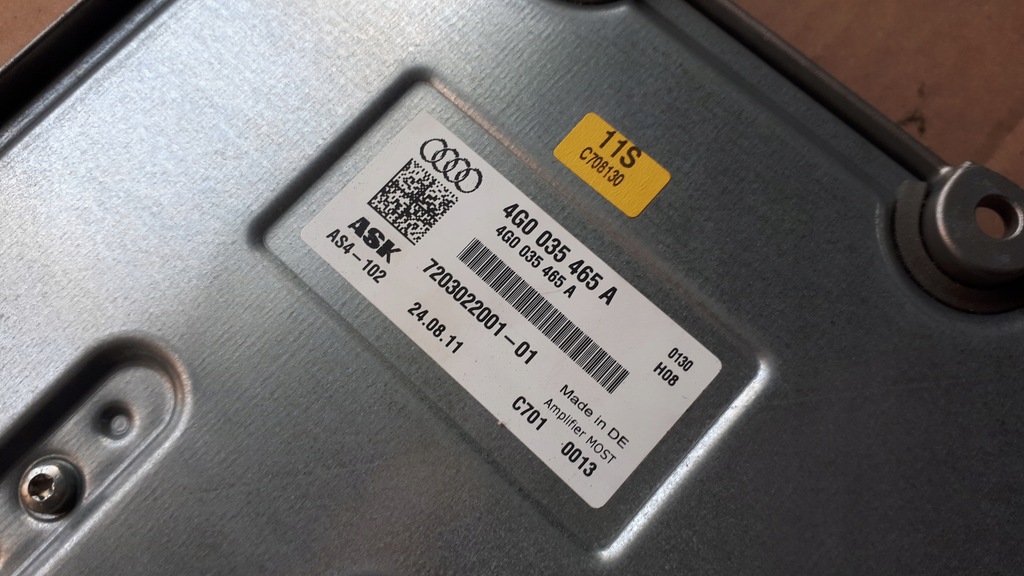 11S
C708130
4G0 035 465 A
4G0 035 465 A
ASK
AS4-102
7203022001-01
24.08.11
0130
H08
Made in DE
Amplifier MOST
C701 0013